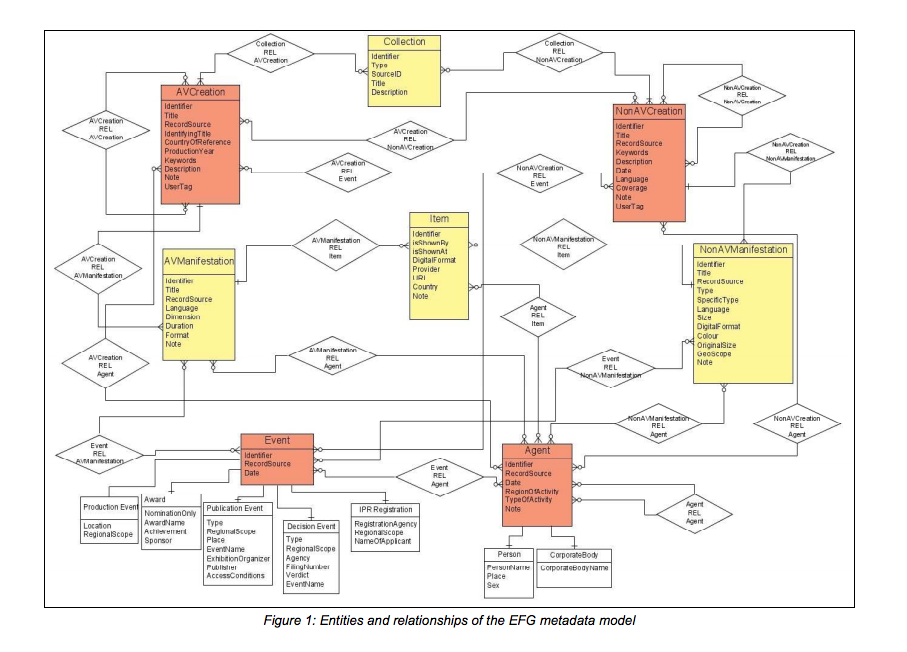 Collection
REL
AVCreation
Collection
Identifier
Type
SourceID
Title
Description
Collection
REL
NonAVCreation
AVCreation
REL
AVCreation
AVCreation
Identifier
Title
RecordSource
IdentifyingTitle
CountryOfReference
ProductionYear
Keywords
Description
Note
UserTag
AVCreation
REL
NonAVCreation
NonAVCreation
Identifier
Title
RecordSource
Keywords
Description
Date
Language
Coverage
Note
UserTag
NonAVCreation
REL
NonAVCreation
NonAVCreation
REL
NonAVManifestation
AVCreation
REL
Event
NonAVCreation
REL
Event
AVCreation
REL
AVManifestation
AVManifestation
Identifier
Title
RecordSource
Language
Dimension
Duration
Format
Note
AVManifestation
REL
Item
Item
Identifier
isShownBy
isShownAt
DigitalFormat
Provider
URI
Country
Note
NonAVManifestation
REL
Item
NonAVManifestation
Identifier
Title
RecordSource
Type
SpecificType
Language
Size
DigitalFormat
Colour
OriginalSize
GeoScope
Note
Agent
REL
Item
AVCreation
REL
Agent
AVManifestation
REL
Agent
Event
REL
NonAVManifestation
NonAVManifestation
REL
Agent
NonAVCreation
REL
Agent
Event
REL
AVManifestation
Event
Identifier
RecordSource
Date
Event
REL
Agent
Agent
Identifier
RecordSource
Date
RegionOfActivity
TypeOfActivity
Note
Agent
REL
Agent
Production Event
Location
RegionalScope
Award
NominationOnly
AwardName
Achievement
Sponsor
Publication Event
Type
RegionalScope
Place
EventName
ExhibitionOrganizer
Publisher
AccessConditions
Decision Event
Type
RegionalScope
Agency
FilingNumber
Verdict
EventName
IPR Registration
RegistrationAgency
RegionalScope
NameOfApplicant
Person
PersonName
Place
Sex
CorporateBody
CorporateBodyName
Figure 1: Entities and relationships of the EFG metadata model